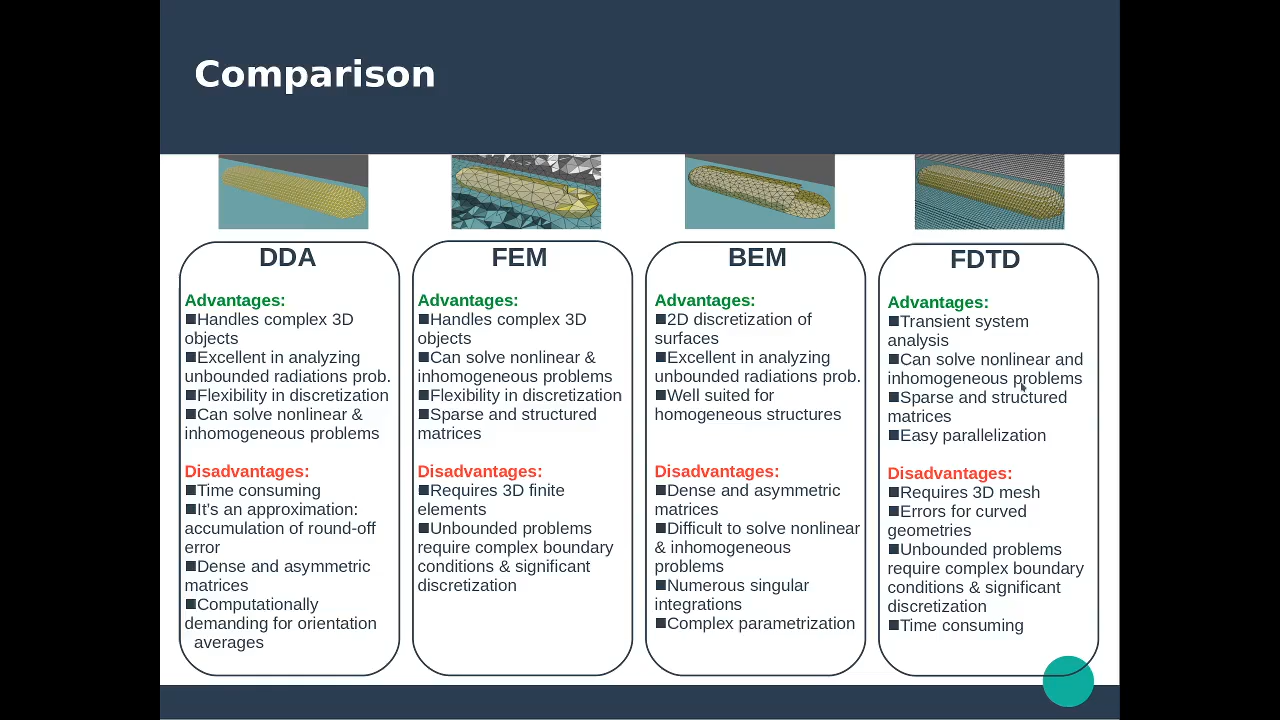 Comparison
DDA
Advantages:
■Handles complex 3D
objects
■Excellent in analyzing
unbounded radiations prob.
■Flexibility in discretization
■Can solve nonlinear &
inhomogeneous problems
Disadvantages:
■Time consuming
■It's an approximation:
accumulation of round-off
error
■Dense and asymmetric
matrices
■Computationally
demanding for orientation
averages
FEM
Advantages:
■Handles complex 3D
objects
■Can solve nonlinear &
inhomogeneous problems
■Flexibility in discretization
■Sparse and structured
matrices
Disadvantages:
■Requires 3D finite
elements
■Unbounded problems
require complex boundary
conditions & significant
discretization
BEM
Advantages:
■2D discretization of
surfaces
■Excellent in analyzing
unbounded radiations prob.
■Well suited for
homogeneous structures
Disadvantages:
■Dense and asymmetric
matrices
■Difficult to solve nonlinear
& inhomogeneous
problems
■Numerous singular
integrations
■Complex parametrization
FDTD
Advantages:
■Transient system
analysis
■Can solve nonlinear and
inhomogeneous problems
■Sparse and structured
matrices
■Easy parallelization
Disadvantages:
■Requires 3D mesh
■Errors for curved
geometries
■Unbounded problems
require complex boundary
conditions & significant
discretization
■Time consuming